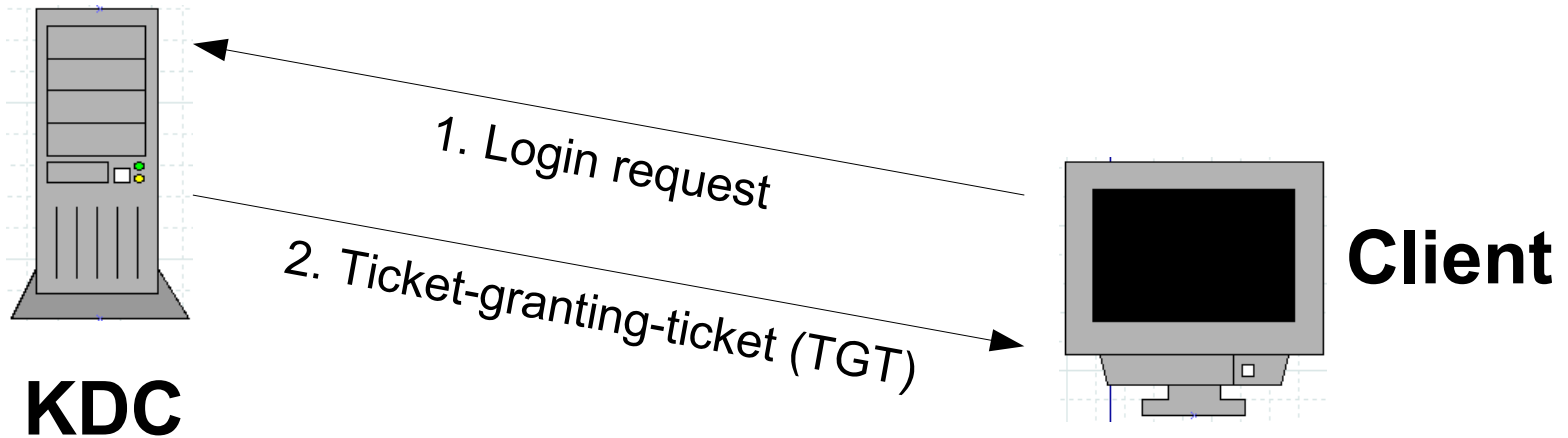 1. Login request
2. Ticket-granting-ticket (TGT)
Client
KDC